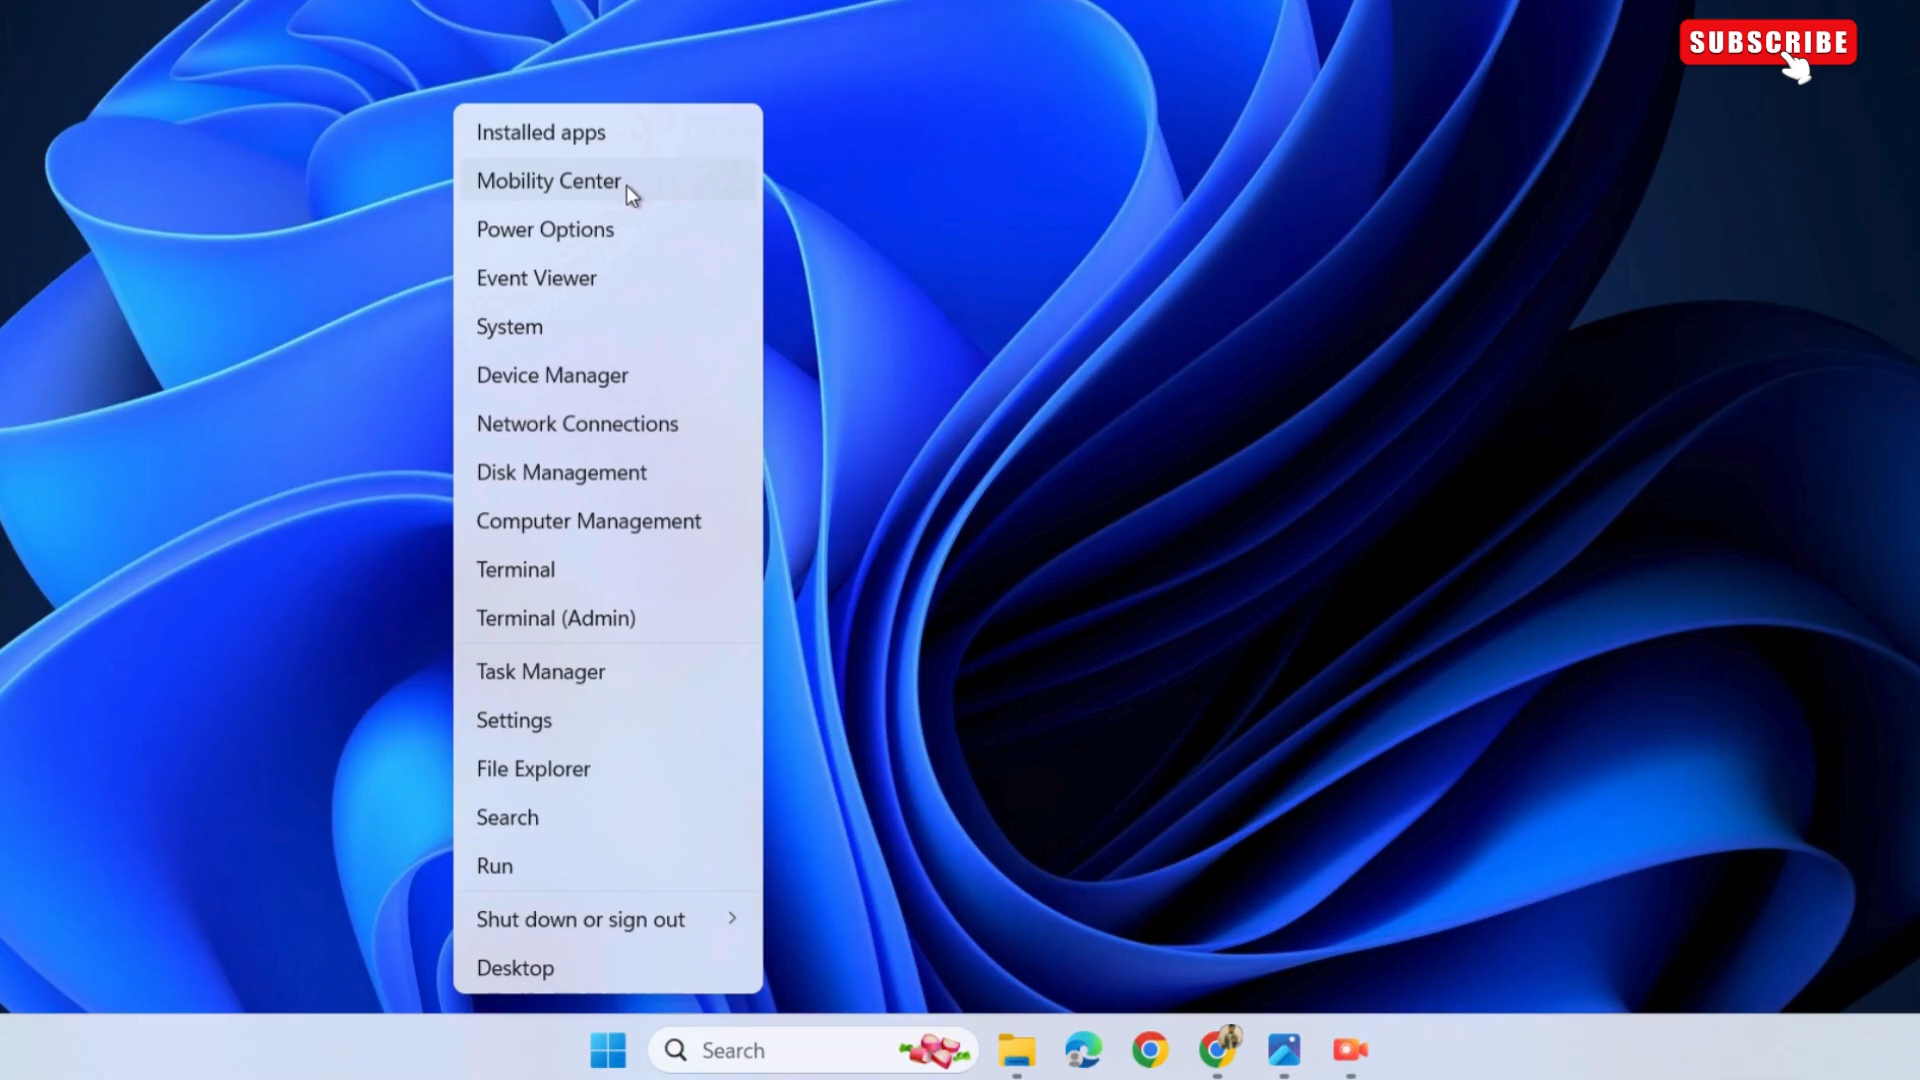 SUBSCRIBE
Installed apps
Mobility Center
Power Options
Event Viewer
System
Device Manager
Network Connections
Disk Management
Computer Management
Terminal
Terminal (Admin)
Task Manager
Settings
File Explorer
Search
Run
Shut down or sign out
Desktop
Search